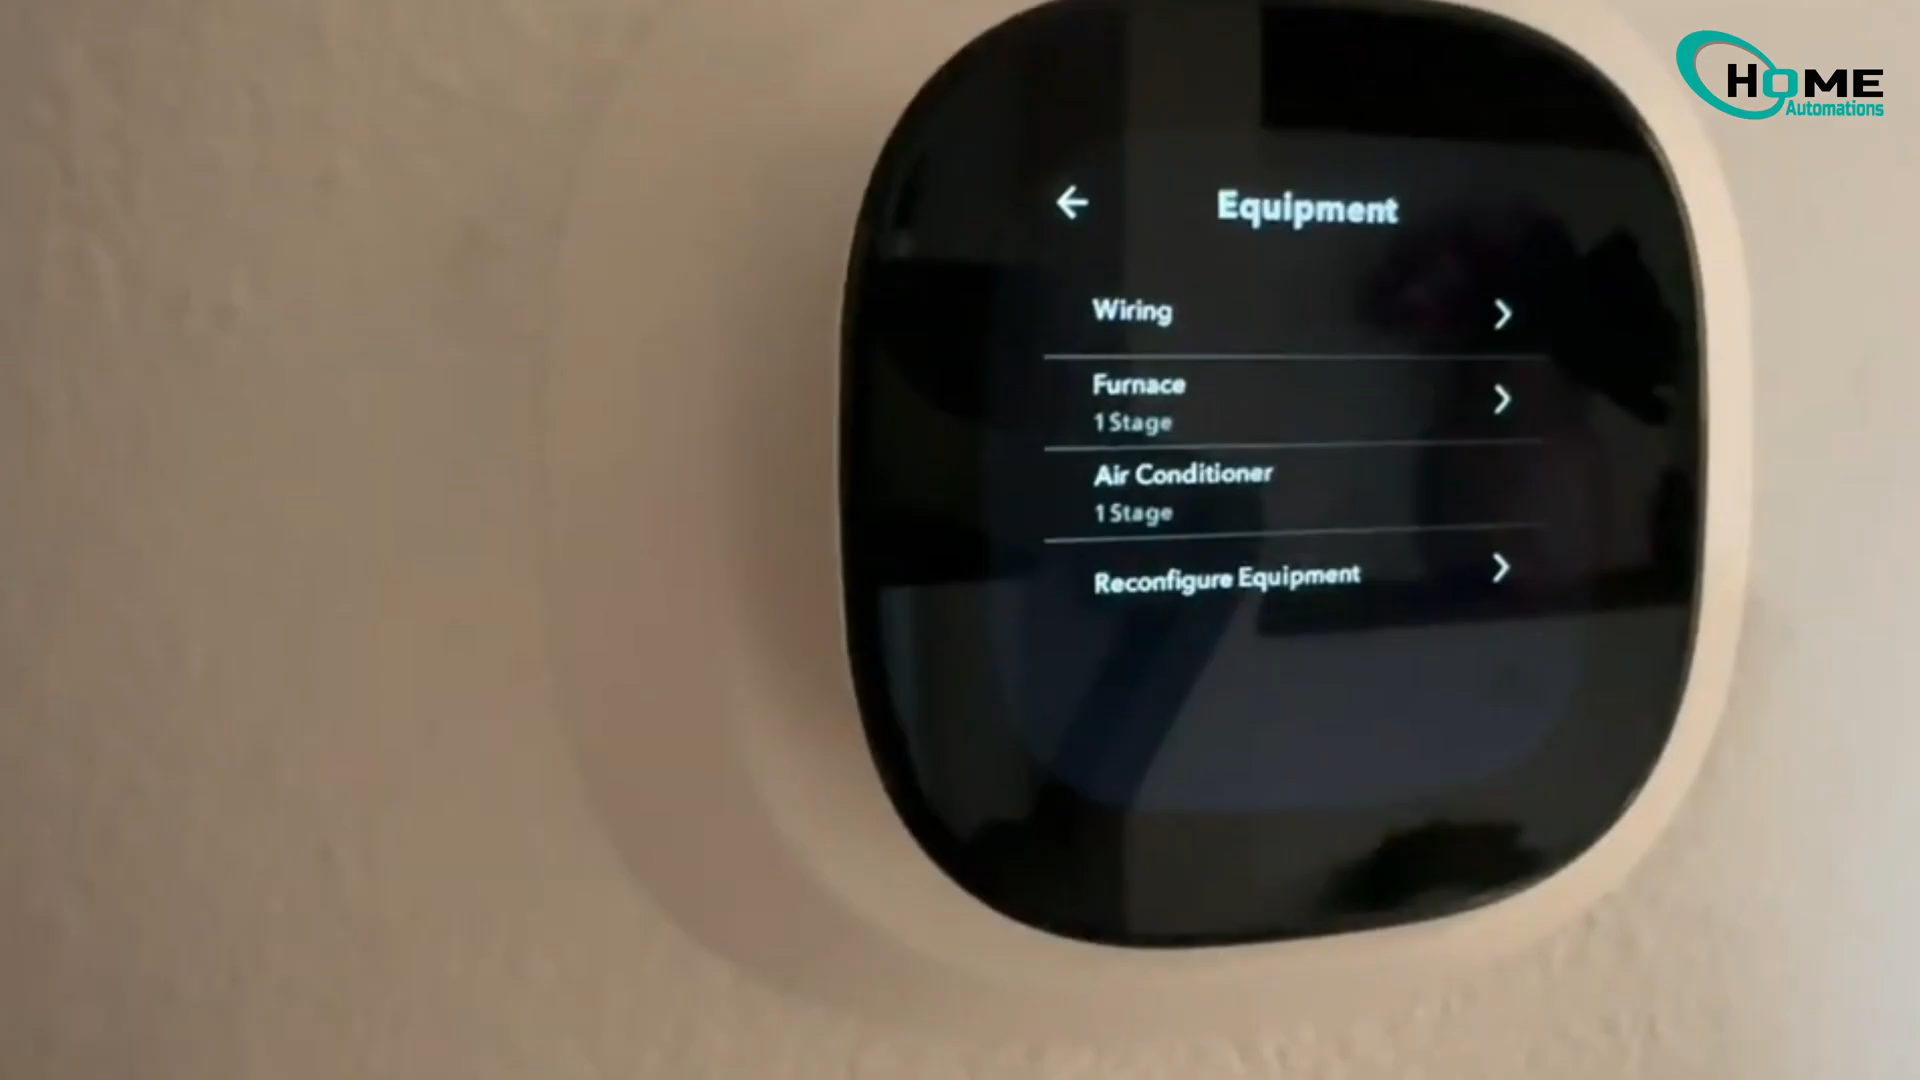 HOME
Automations
Equipment
Wiring
Furnace
1 Stage
Air Conditioner
1 Stage
Reconfigure Equipment